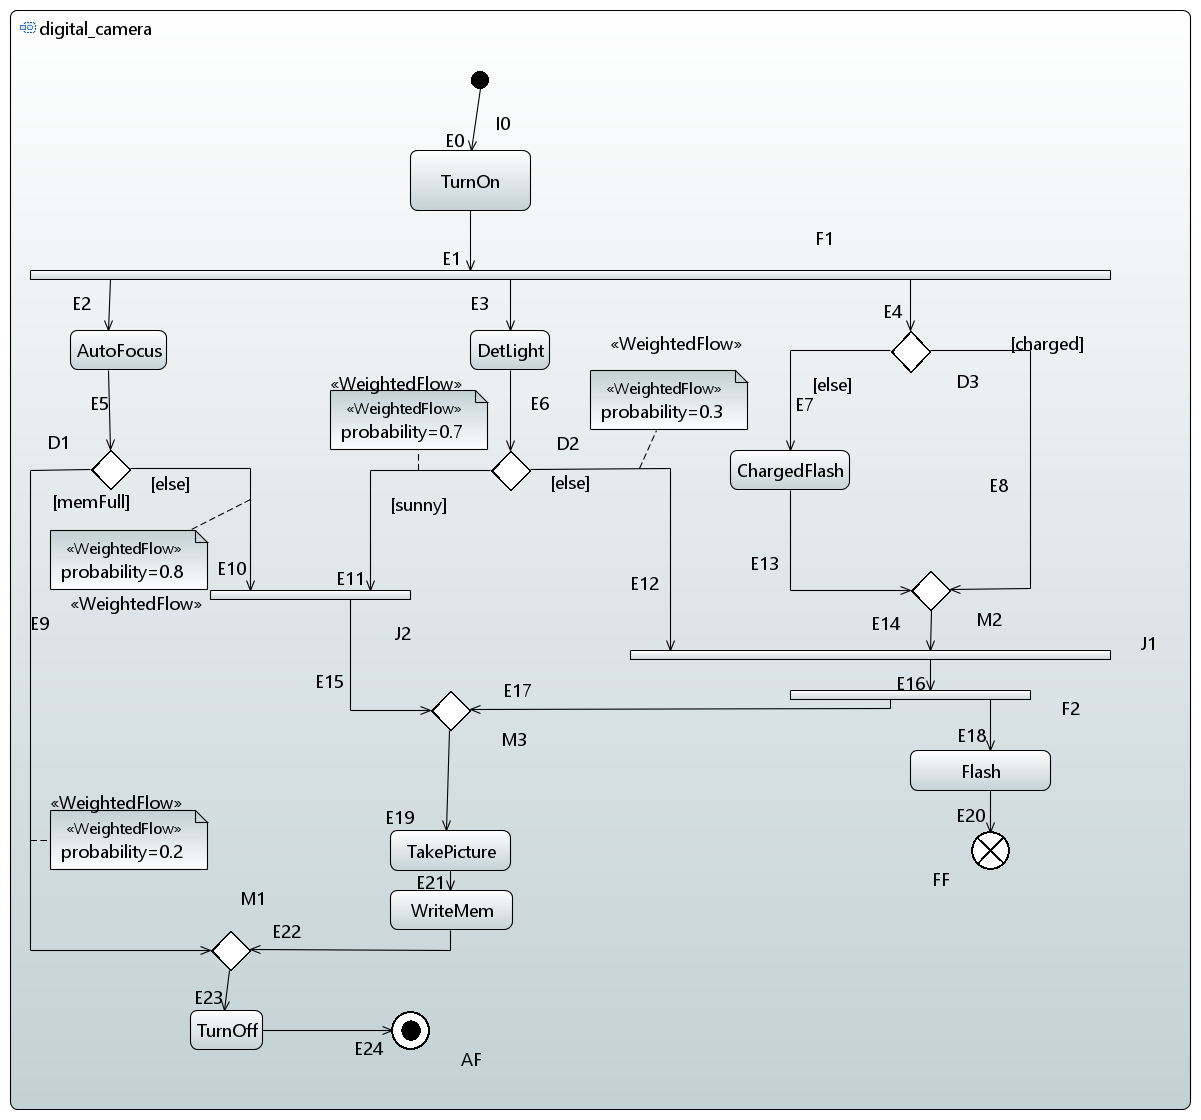 digital_camera
I0
E0
TurnOn
F1
E1
E2
E3
E4
AutoFocus
DetLight
«WeightedFlow»
[charged]
D3
«WeightedFlow»
«WeightedFlow»
probability=0.7
«WeightedFlow»
probability=0.3
[else]
E7
E5
E6
D1
D2
ChargedFlash
[memFull]
[else]
[sunny]
[else]
E8
«WeightedFlow»
probability=0.8
«WeightedFlow»
E10
E11
E12
E13
E9
J2
E14
M2
J1
E15
E17
E16
F2
M3
E18
Flash
«WeightedFlow»
«WeightedFlow»
probability=0.2
E19
E20
TakePicture
FF
E21
WriteMem
M1
E22
E23
TurnOff
E24
AF